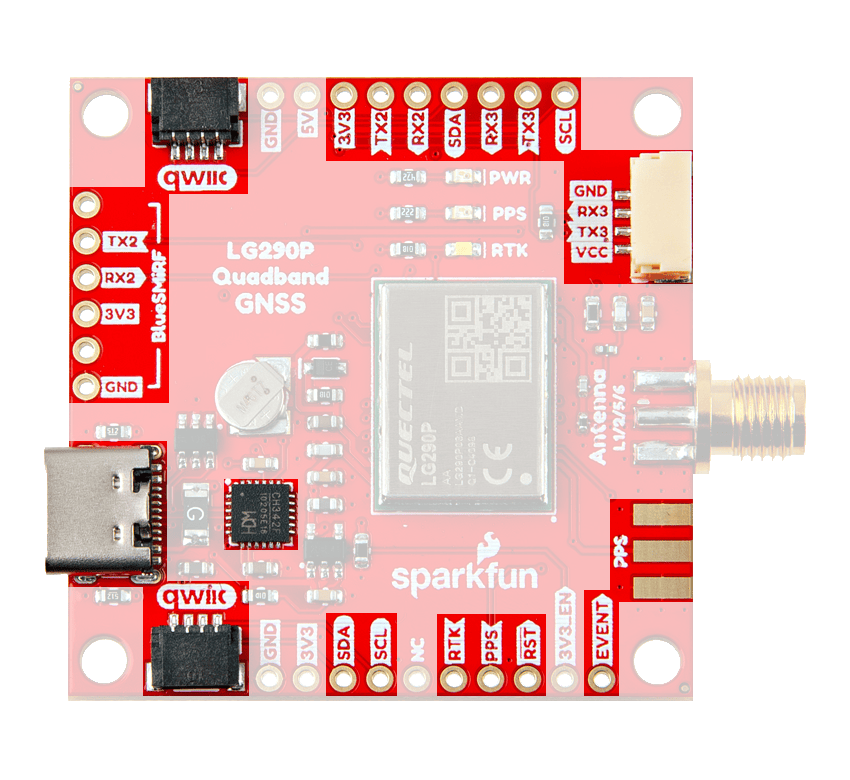 GND
5V
3V3
TX2
RX2
SDA
RX3
TX3
SCL
qwiic
PWR
PPS
RTK
GND
RX3
TX3
VCC
TX2
RX2
3V3
GND
BlueSMiRF
LG290P
Quadband
GNSS
QUECTEL
LG290P
AA
CE
Antenna
L1/2/5/6
CH342F
G
PPS
sparkfun
qwiic
GND
3V3
SDA
SCL
NC
RTK
PPS
RST
3V3_EN
EVENT